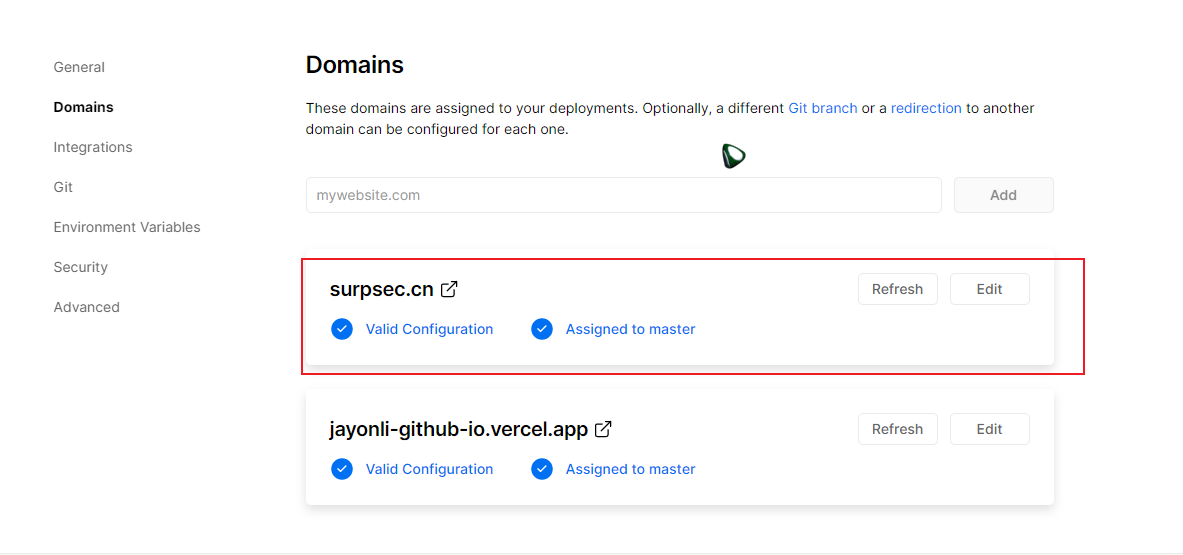 General
Domains
Integrations
Git
Environment Variables
Security
Advanced
Domains
These domains are assigned to your deployments. Optionally, a different Git branch or a redirection to another
domain can be configured for each one.
mywebsite.com
Add
surpsec.cn
Refresh
Edit
Valid Configuration
Assigned to master
jayonli-github-io.vercel.app
Refresh
Edit
Valid Configuration
Assigned to master